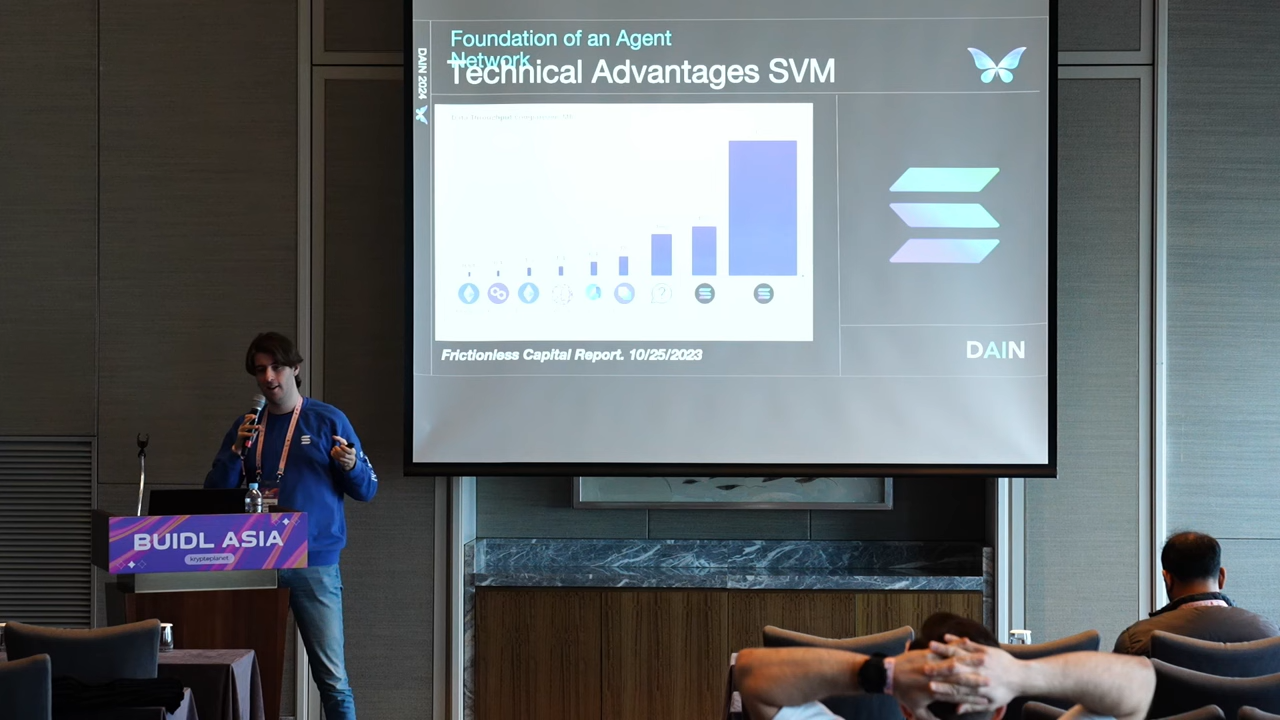 Foundation of an Agent
Network
Technical Advantages SVM
DAIN 2024
?
Frictionless Capital Report. 10/25/2023
DAIN
BUIDL ASIA
kryptoplanet